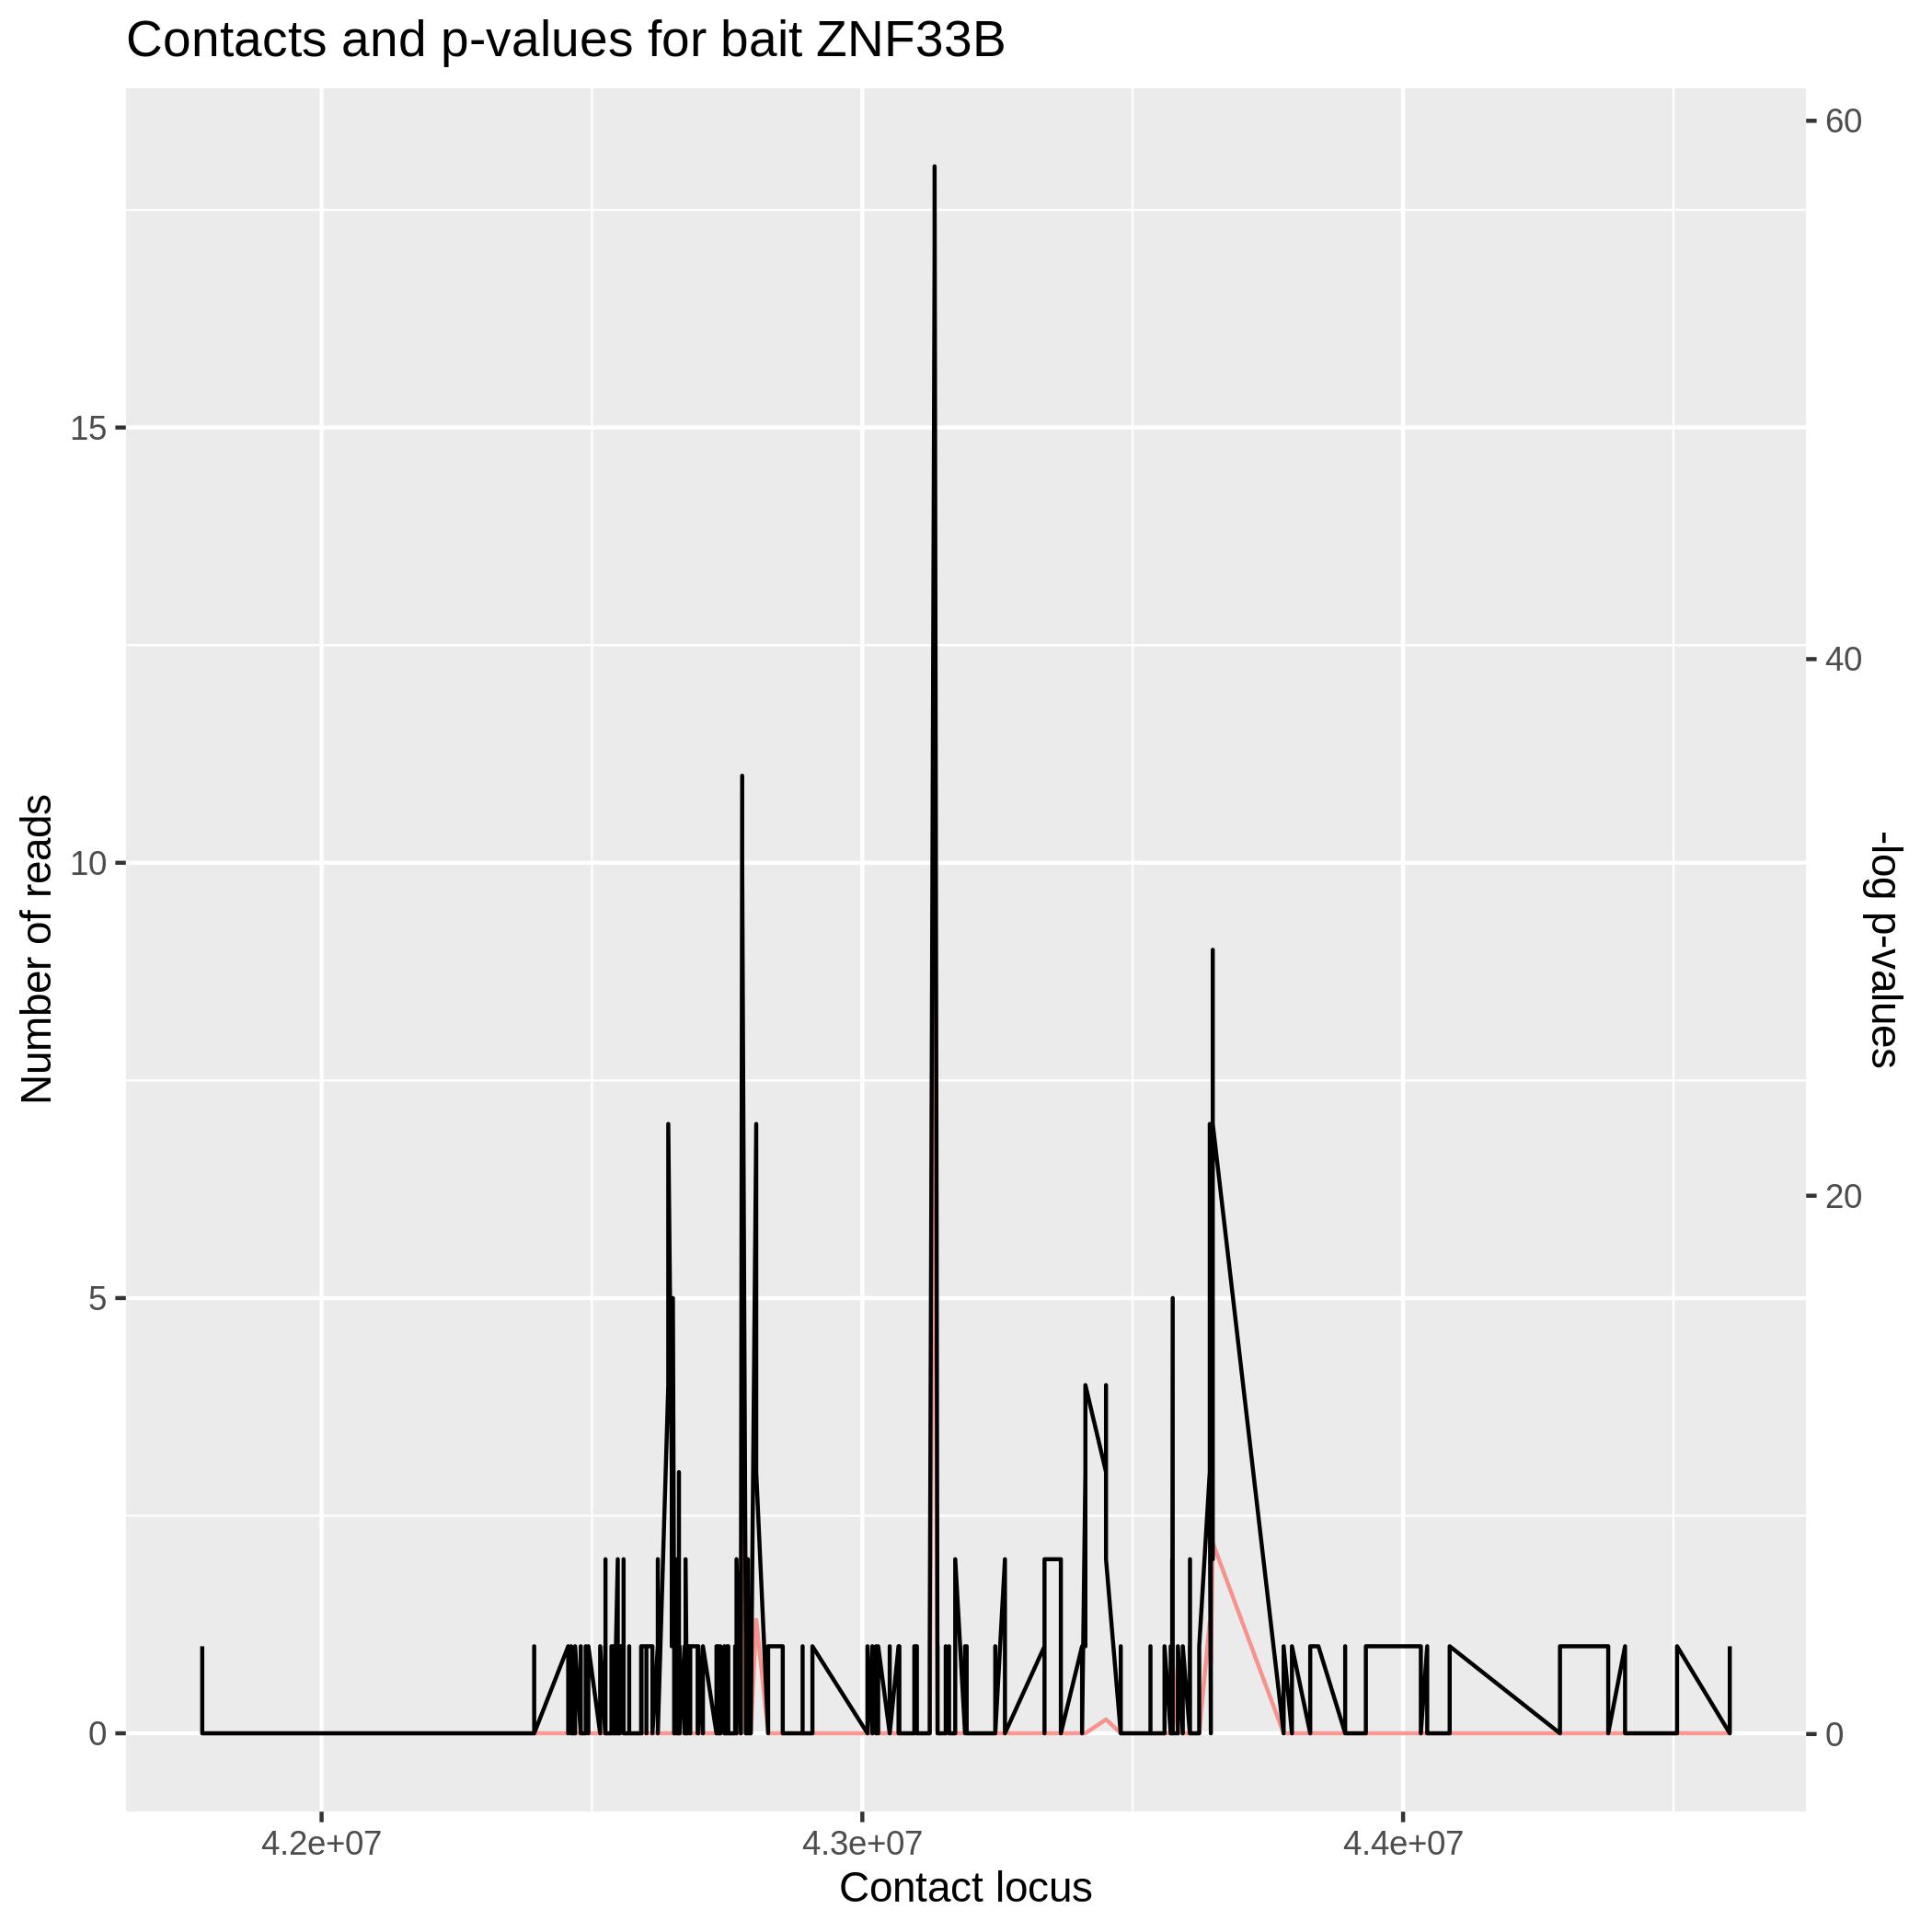 Contacts and p-values for bait ZNF33B
Number of reads
15
10
5
0
60
40
20
0
-log p-values
4.2e+07
4.3e+07
4.4e+07
Contact locus